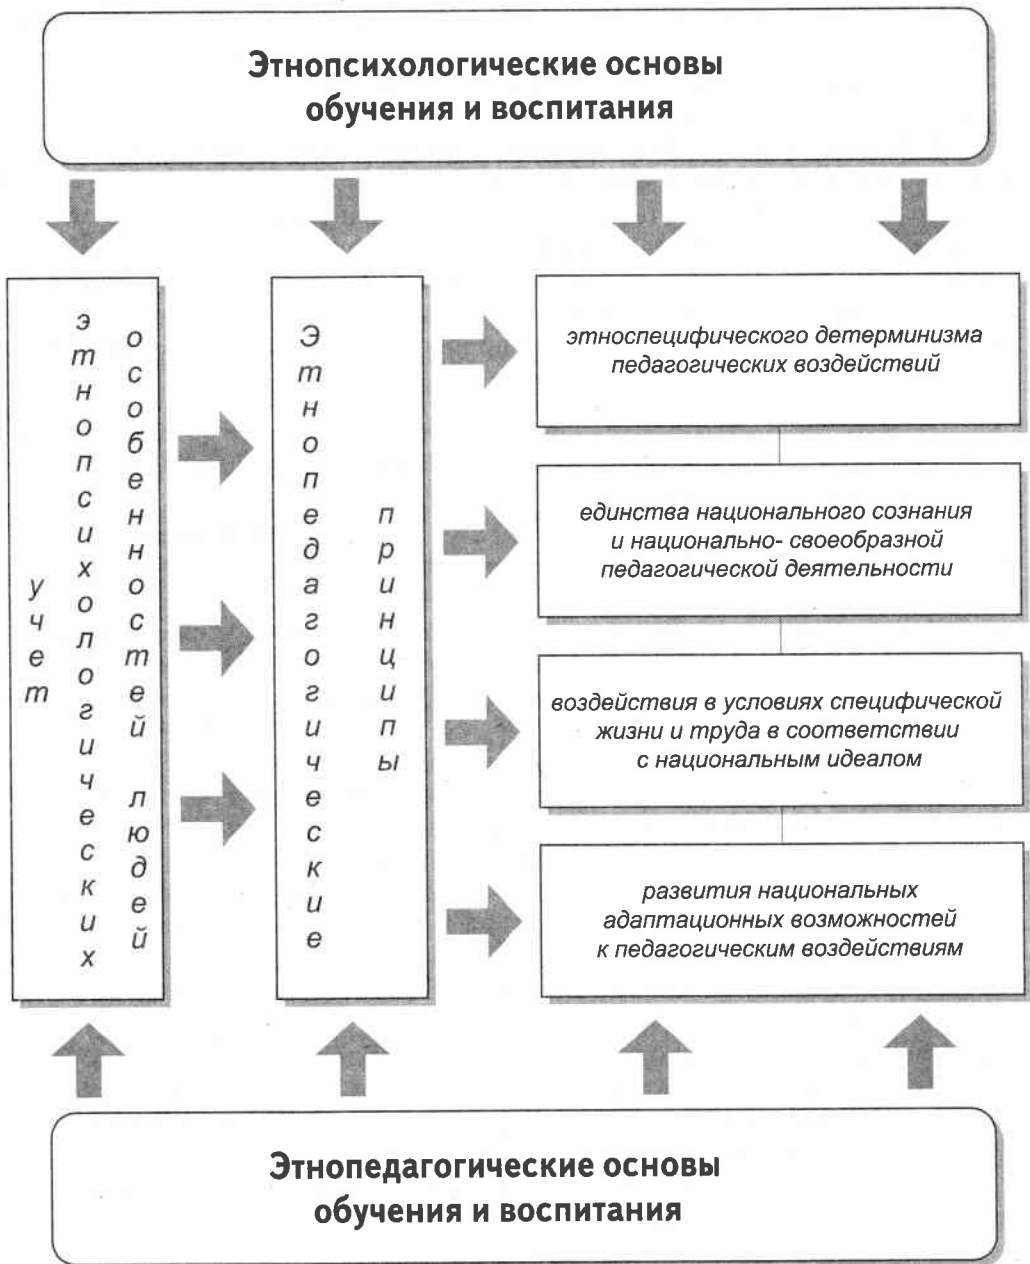 Этнопсихологические основы
обучения и воспитания
учет
этнопсихологических
особенностей людей
Этнопедагогические
принципы
этноспецифического детерминизма
педагогических воздействий
единства национального сознания
и национально- своеобразной
педагогической деятельности
воздействия в условиях специфической
жизни и труда в соответствии
с национальным идеалом
развития национальных
адаптационных возможностей
к педагогическим воздействиям
Этнопедагогические основы
обучения и воспитания